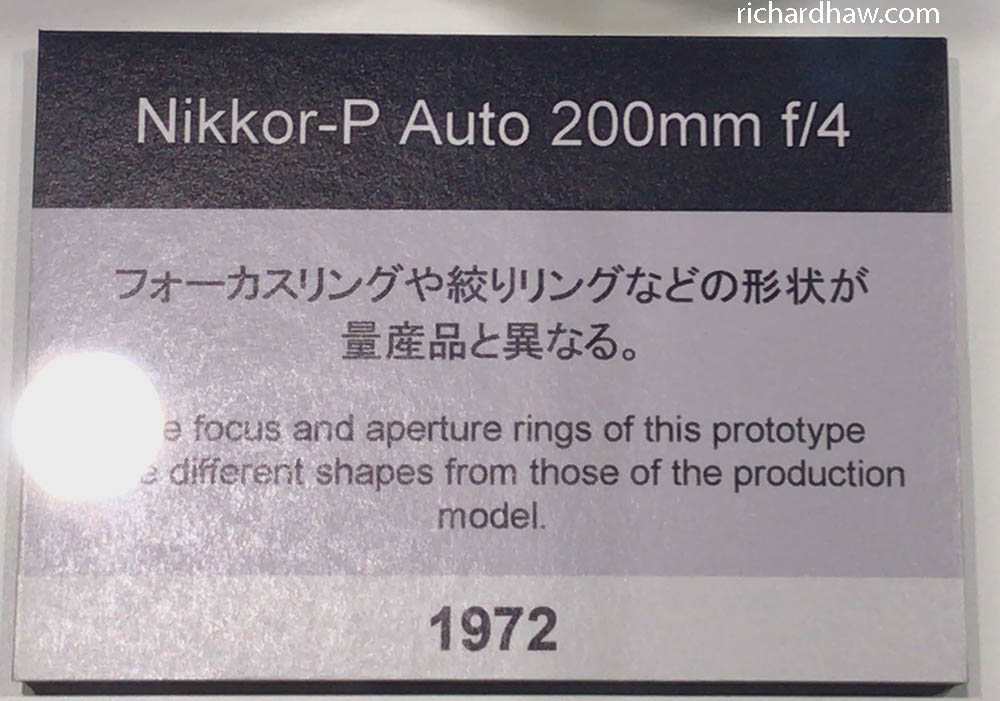 richardhaw.com
Nikkor-P Auto 200mm f/4
フォーカスリングや絞りリングなどの形状が
量産品と異なる。
focus and aperture rings of this prototype
different shapes from those of the production
model.
1972